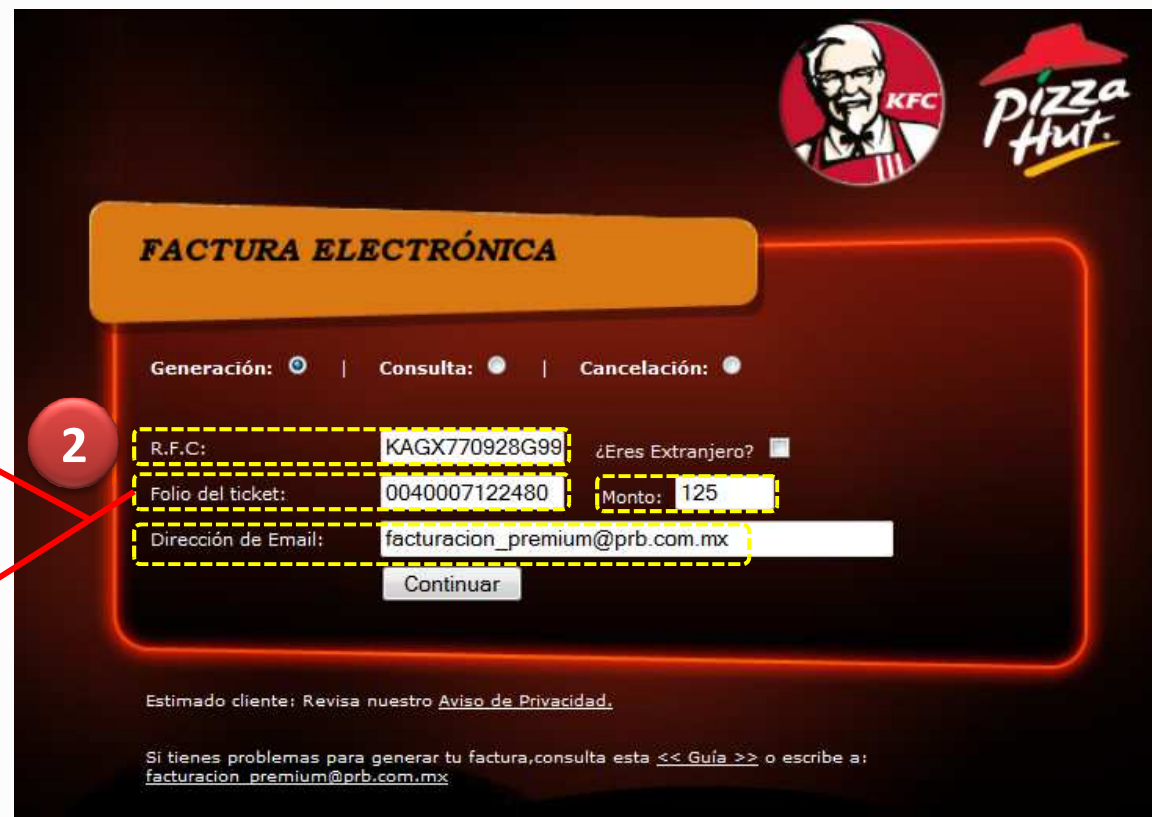 KFC
Pizza
Hut.
FACTURA ELECTRÓNICA
Generación: | Consulta: | Cancelación:
2
R.F.C: KAGX770928G99 ¿Eres Extranjero?
Folio del ticket: 0040007122480 Monto: 125
Dirección de Email: facturacion_premium@prb.com.mx
Continuar
Estimado cliente: Revisa nuestro Aviso de Privacidad.
Si tienes problemas para generar tu factura,consulta esta << Guía >> o escribe a:
facturacion_premium@prb.com.mx